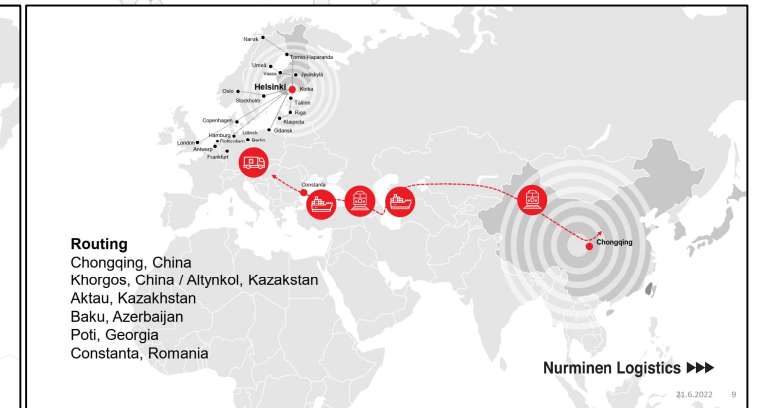 Narvik
Tornio-Haparanda
Umeå
Vaasa
Jyväskylä
Helsinki
Kotka
Oslo
Stockholm
Tallinn
Riga
Klaipeda
Copenhagen
Gdansk
Hamburg
Lübeck
London
Rotterdam
Berlin
Antwerp
Frankfurt
Constanta
Chongqing
Routing
Chongqing, China
Khorgos, China / Altynkol, Kazakstan
Aktau, Kazakhstan
Baku, Azerbaijan
Poti, Georgia
Constanta, Romania
Nurminen Logistics
21.6.2022 9